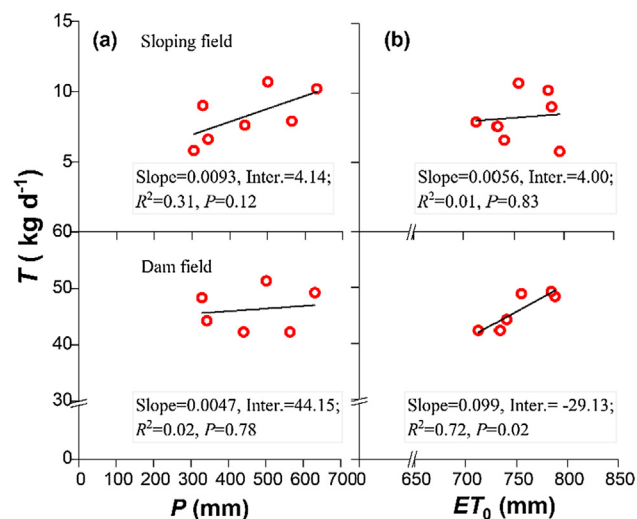 15
(a)
(b)
Sloping field
10
5
Slope=0.0093, Inter.=4.14;
R²=0.31, P=0.12
Slope=0.0056, Inter.=4.00;
R²=0.01, P=0.83
T ( kg d⁻¹)
60
Dam field
50
40
30
Slope=0.0047, Inter.=44.15;
R²=0.02, P=0.78
Slope=0.099, Inter.= -29.13;
R²=0.72, P=0.02
0
0 100 200 300 400 500 600 700
0 650 700 750 800 850
P (mm)
ET₀ (mm)